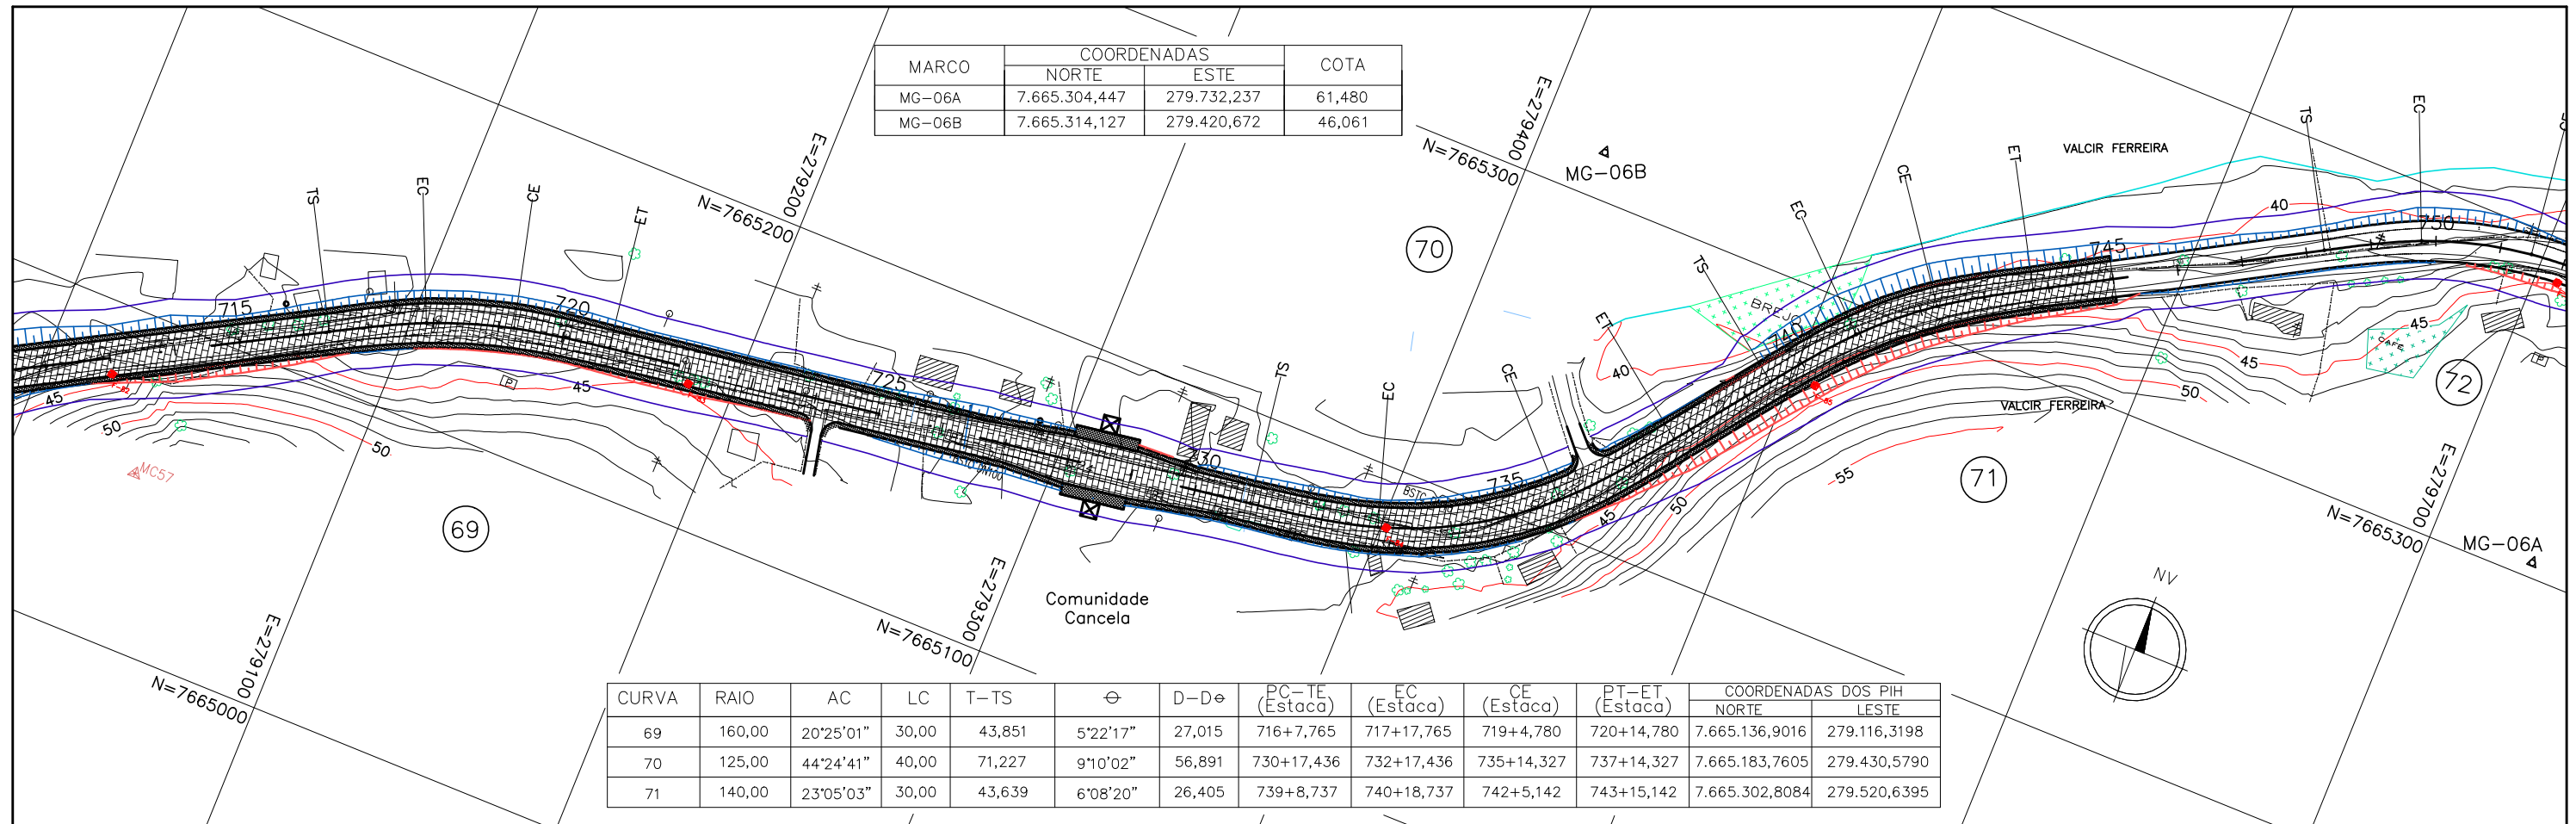 MARCO COORDENADAS COTA
NORTE ESTE
MG-06A 7.665.304,447 279.732,237 61,480
MG-06B 7.665.314,127 279.420,672 46,061
E=279200
N=7665200
E=279400
N=7665300
MG-06B
VALCIR FERREIRA
TS
EC
CE
ET
TS
EC
CE
ET
TS
EC
CE
ET
TS
EC
715
720
725
730
735
740
745
750
BREJO
40
40
CAFE
45
45
45
45
45
50
50
50
50
55
P
P
BSTC
MC57
69
70
71
72
VALCIR FERREIRA
Comunidade
Cancela
E=279100
N=7665000
E=279300
N=7665100
E=279700
N=7665300
MG-06A
NV
CURVA RAIO AC LC T-TS ⊖ D-D⊖ PC-TE (Estaca) EC (Estaca) CE (Estaca) PT-ET (Estaca) COORDENADAS DOS PIH
NORTE LESTE
69 160,00 20°25'01" 30,00 43,851 5°22'17" 27,015 716+7,765 717+17,765 719+4,780 720+14,780 7.665.136,9016 279.116,3198
70 125,00 44°24'41" 40,00 71,227 9°10'02" 56,891 730+17,436 732+17,436 735+14,327 737+14,327 7.665.183,7605 279.430,5790
71 140,00 23°05'03" 30,00 43,639 6°08'20" 26,405 739+8,737 740+18,737 742+5,142 743+15,142 7.665.302,8084 279.520,6395